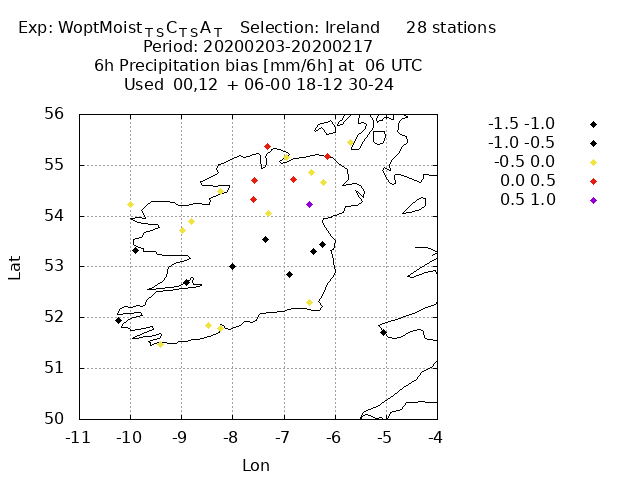 Exp: WoptMoist_TS C_TS A_T   Selection: Ireland     28 stations
Period: 20200203-20200217
6h Precipitation bias [mm/6h] at  06 UTC
Used  00,12  + 06-00 18-12 30-24
-1.5 -1.0
-1.0 -0.5
-0.5 0.0
0.0 0.5
0.5 1.0
56
55
54
53
52
51
50
Lat
-11 -10 -9 -8 -7 -6 -5 -4
Lon